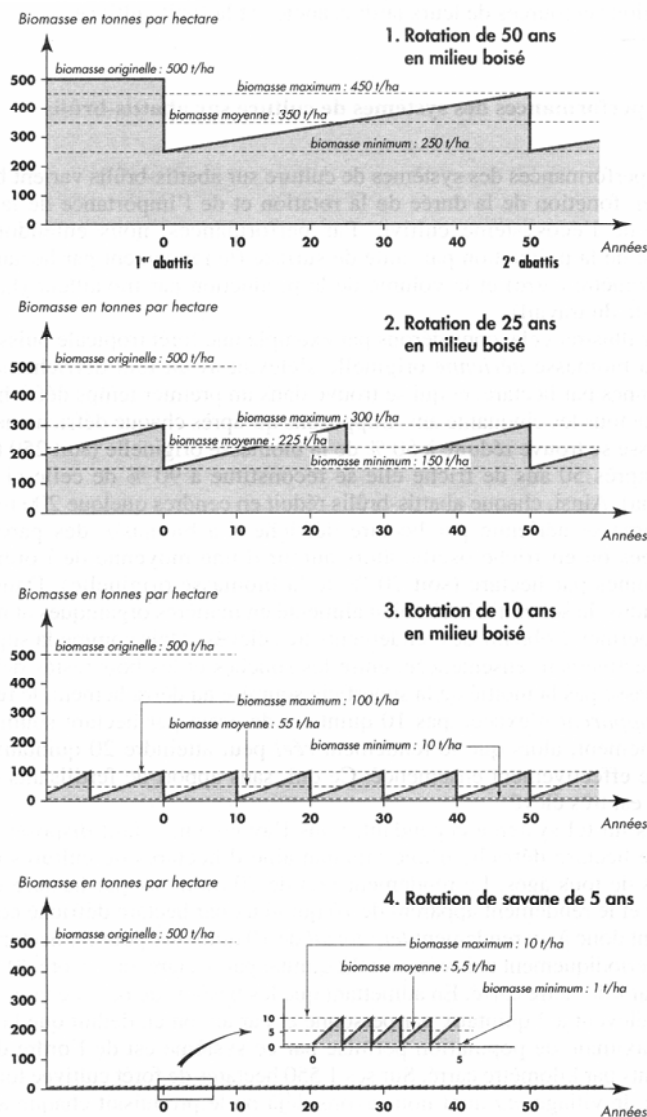 Biomasse en tonnes par hectare
1. Rotation de 50 ans
en milieu boisé
biomasse originelle : 500 t/ha
biomasse maximum : 450 t/ha
biomasse moyenne : 350 t/ha
biomasse minimum : 250 t/ha
500
400
300
200
100
0
0 10 20 30 40 50
Années
1er abattis
2e abattis
Biomasse en tonnes par hectare
2. Rotation de 25 ans
en milieu boisé
biomasse originelle : 500 t/ha
biomasse maximum : 300 t/ha
biomasse moyenne : 225 t/ha
biomasse minimum : 150 t/ha
500
400
300
200
100
0
0 10 20 30 40 50
Années
Biomasse en tonnes par hectare
3. Rotation de 10 ans
en milieu boisé
biomasse originelle : 500 t/ha
biomasse maximum : 100 t/ha
biomasse moyenne : 55 t/ha
biomasse minimum : 10 t/ha
500
400
300
200
100
0
0 10 20 30 40 50
Années
Biomasse en tonnes par hectare
4. Rotation de savane de 5 ans
biomasse originelle : 500 t/ha
biomasse maximum : 10 t/ha
biomasse moyenne : 5,5 t/ha
biomasse minimum : 1 t/ha
500
400
300
200
100
0
10
5
0
0 5
0 10 20 30 40 50
Années